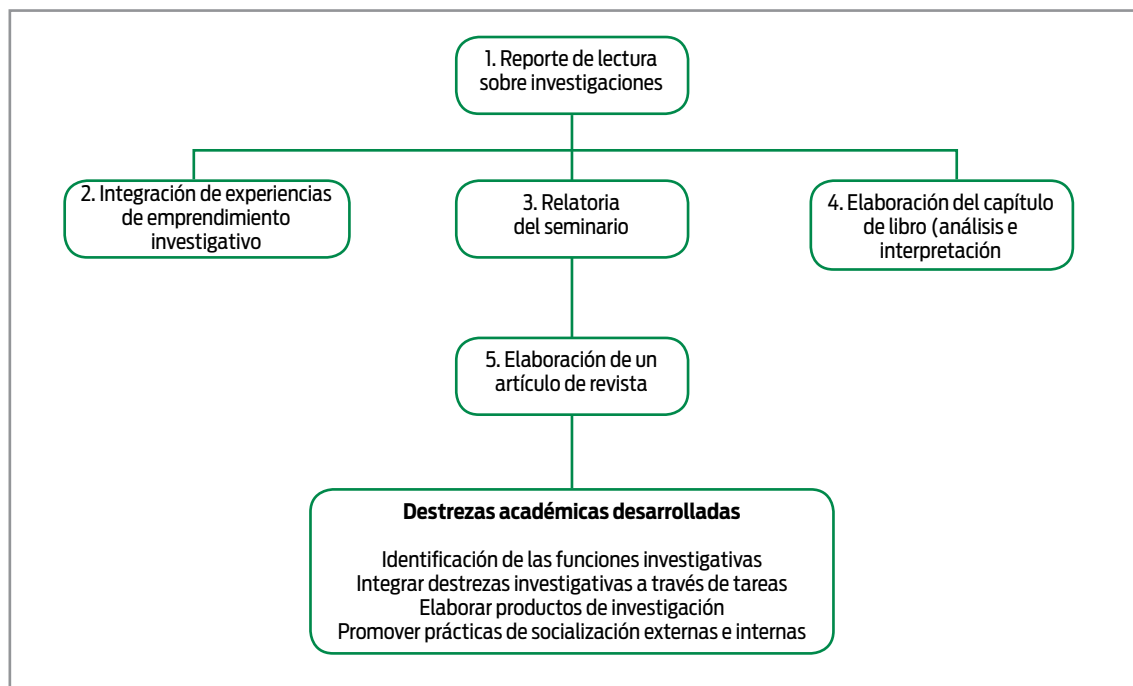 1. Reporte de lectura
sobre investigaciones
2. Integración de experiencias
de emprendimiento
investigativo
3. Relatoria
del seminario
4. Elaboración del capítulo
de libro (análisis e
interpretación
5. Elaboración de un
artículo de revista
Destrezas académicas desarrolladas
Identificación de las funciones investigativas
Integrar destrezas investigativas a través de tareas
Elaborar productos de investigación
Promover prácticas de socialización externas e internas